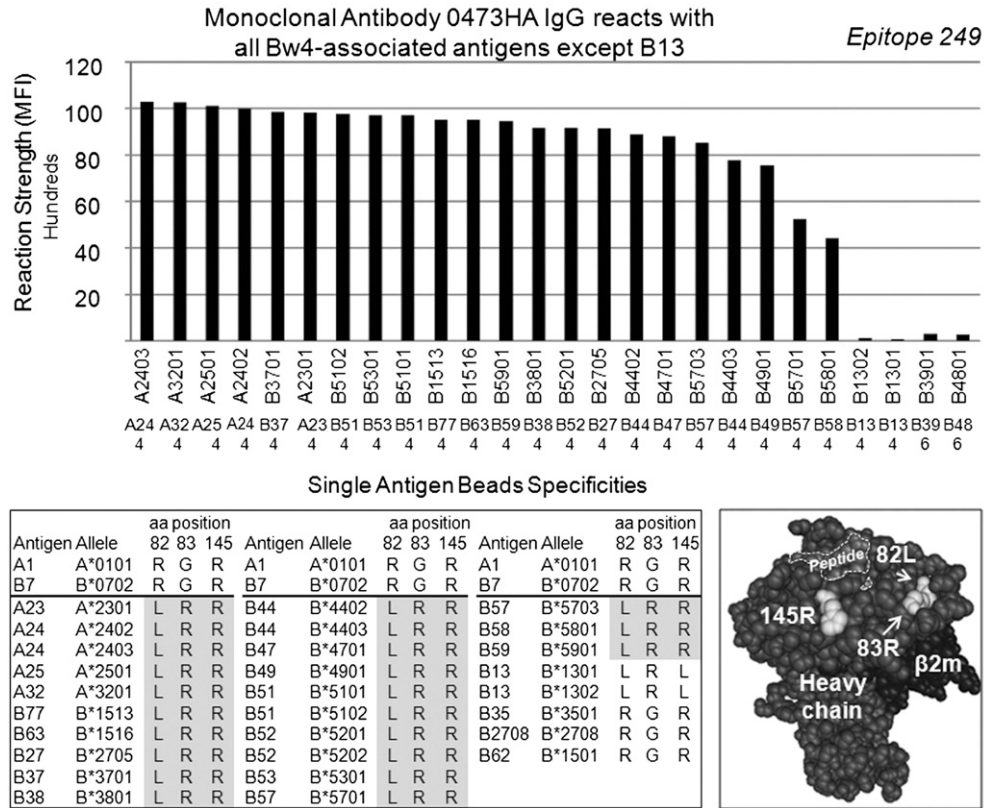 Monoclonal Antibody 0473HA IgG reacts with
all Bw4-associated antigens except B13
Epitope 249
Reaction Strength (MFI)
Hundreds
120
100
80
60
40
20
A2403 A3201 A2501 A2402 B3701 A2301 B5102 B5301 B5101 B1513 B1516 B5901 B3801 B5201 B2705 B4402 B4701 B5703 B4403 B4901 B5701 B5801 B1302 B1301 B3901 B4801
A24 A32 A25 A24 B37 A23 B51 B53 B51 B77 B63 B59 B38 B52 B27 B44 B47 B57 B44 B49 B57 B58 B13 B13 B39 B48
4 4 4 4 4 4 4 4 4 4 4 4 4 4 4 4 4 4 4 4 4 4 4 4 6 6
Single Antigen Beads Specificities
aa position aa position aa position
Antigen Allele 82 83 145 Antigen Allele 82 83 145 Antigen Allele 82 83 145
A1 A*0101 R G R A1 A*0101 R G R A1 A*0101 R G R
B7 B*0702 R G R B7 B*0702 R G R B7 B*0702 R G R
A23 A*2301 L R R B44 B*4402 L R R B57 B*5703 L R R
A24 A*2402 L R R B44 B*4403 L R R B58 B*5801 L R R
A24 A*2403 L R R B47 B*4701 L R R B59 B*5901 L R R
A25 A*2501 L R R B49 B*4901 L R R B13 B*1301 L R L
A32 A*3201 L R R B51 B*5101 L R R B13 B*1302 L R L
B77 B*1513 L R R B51 B*5102 L R R B35 B*3501 R G R
B63 B*1516 L R R B52 B*5201 L R R B2708 B*2708 R G R
B27 B*2705 L R R B52 B*5202 L R R B62 B*1501 R G R
B37 B*3701 L R R B53 B*5301 L R R
B38 B*3801 L R R B57 B*5701 L R R
Peptide
82L
145R
83R
β2m
Heavy
chain